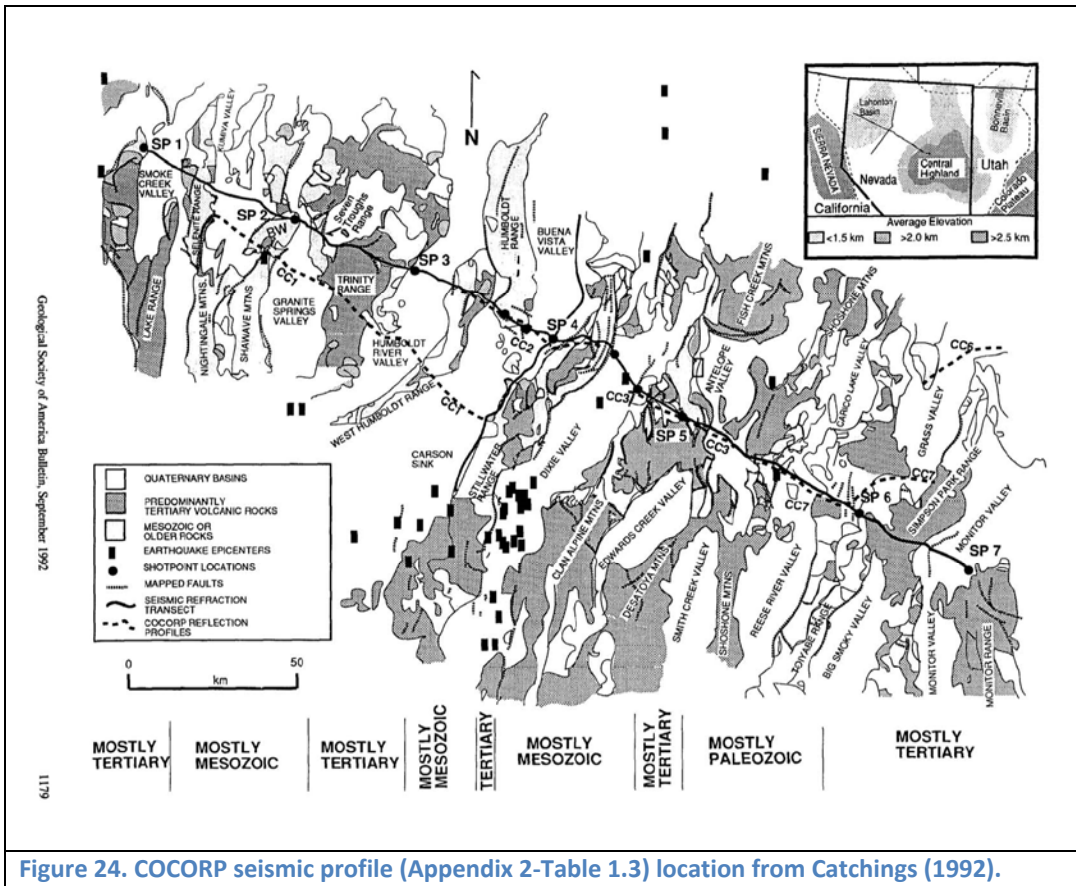 SP 1
SMOKE
CREEK
VALLEY
KUMIVA VALLEY
SELENITE RANGE
SP 2
BW
Seven
Troughs
Range
CC1
LAKE RANGE
NIGHTINGALE MTNS.
SHAWAVE MTNS
GRANITE
SPRINGS
VALLEY
TRINITY
RANGE
SP 3
HUMBOLDT
RIVER
VALLEY
N
HUMBOLDT
RANGE
BUENA
VISTA
VALLEY
SP 4
CC2
CC1
WEST HUMBOLDT RANGE
CARSON
SINK
STILLWATER
RANGE
DIXIE VALLEY
CLAN ALPINE MTNS
EDWARDS CREEK VALLEY
DESATOYA MTNS
SMITH CREEK VALLEY
SHOSHONE MTNS
REESE RIVER VALLEY
TOIYABE RANGE
BIG SMOKY VALLEY
CC3
SP 5
CC3
ANTELOPE
VALLEY
FISH CREEK MTNS
SHOSHONE MTNS
CARICO LAKE VALLEY
GRASS VALLEY
CC7
SP 6
CC7
SIMPSON PARK RANGE
MONITOR VALLEY
SP 7
MONITOR VALLEY
MONITOR RANGE
Lahonton
Basin
Bonneville
Basin
SIERRA NEVADA
Nevada
Central
Highland
Utah
California
Colorado
Plateau
Average Elevation
<1.5 km >2.0 km >2.5 km
QUATERNARY BASINS
PREDOMINANTLY
TERTIARY VOLCANIC ROCKS
MESOZOIC OR
OLDER ROCKS
EARTHQUAKE EPICENTERS
SHOTPOINT LOCATIONS
MAPPED FAULTS
SEISMIC REFRACTION
TRANSECT
COCORP REFLECTION
PROFILES
0 50
km
MOSTLY
TERTIARY
MOSTLY
MESOZOIC
MOSTLY
TERTIARY
MOSTLY
MESOZOIC
TERTIARY
MOSTLY
MESOZOIC
MOSTLY
TERTIARY
MOSTLY
PALEOZOIC
MOSTLY
TERTIARY
Geological Society of America Bulletin, September 1992
1179
Figure 24. COCORP seismic profile (Appendix 2-Table 1.3) location from Catchings (1992).